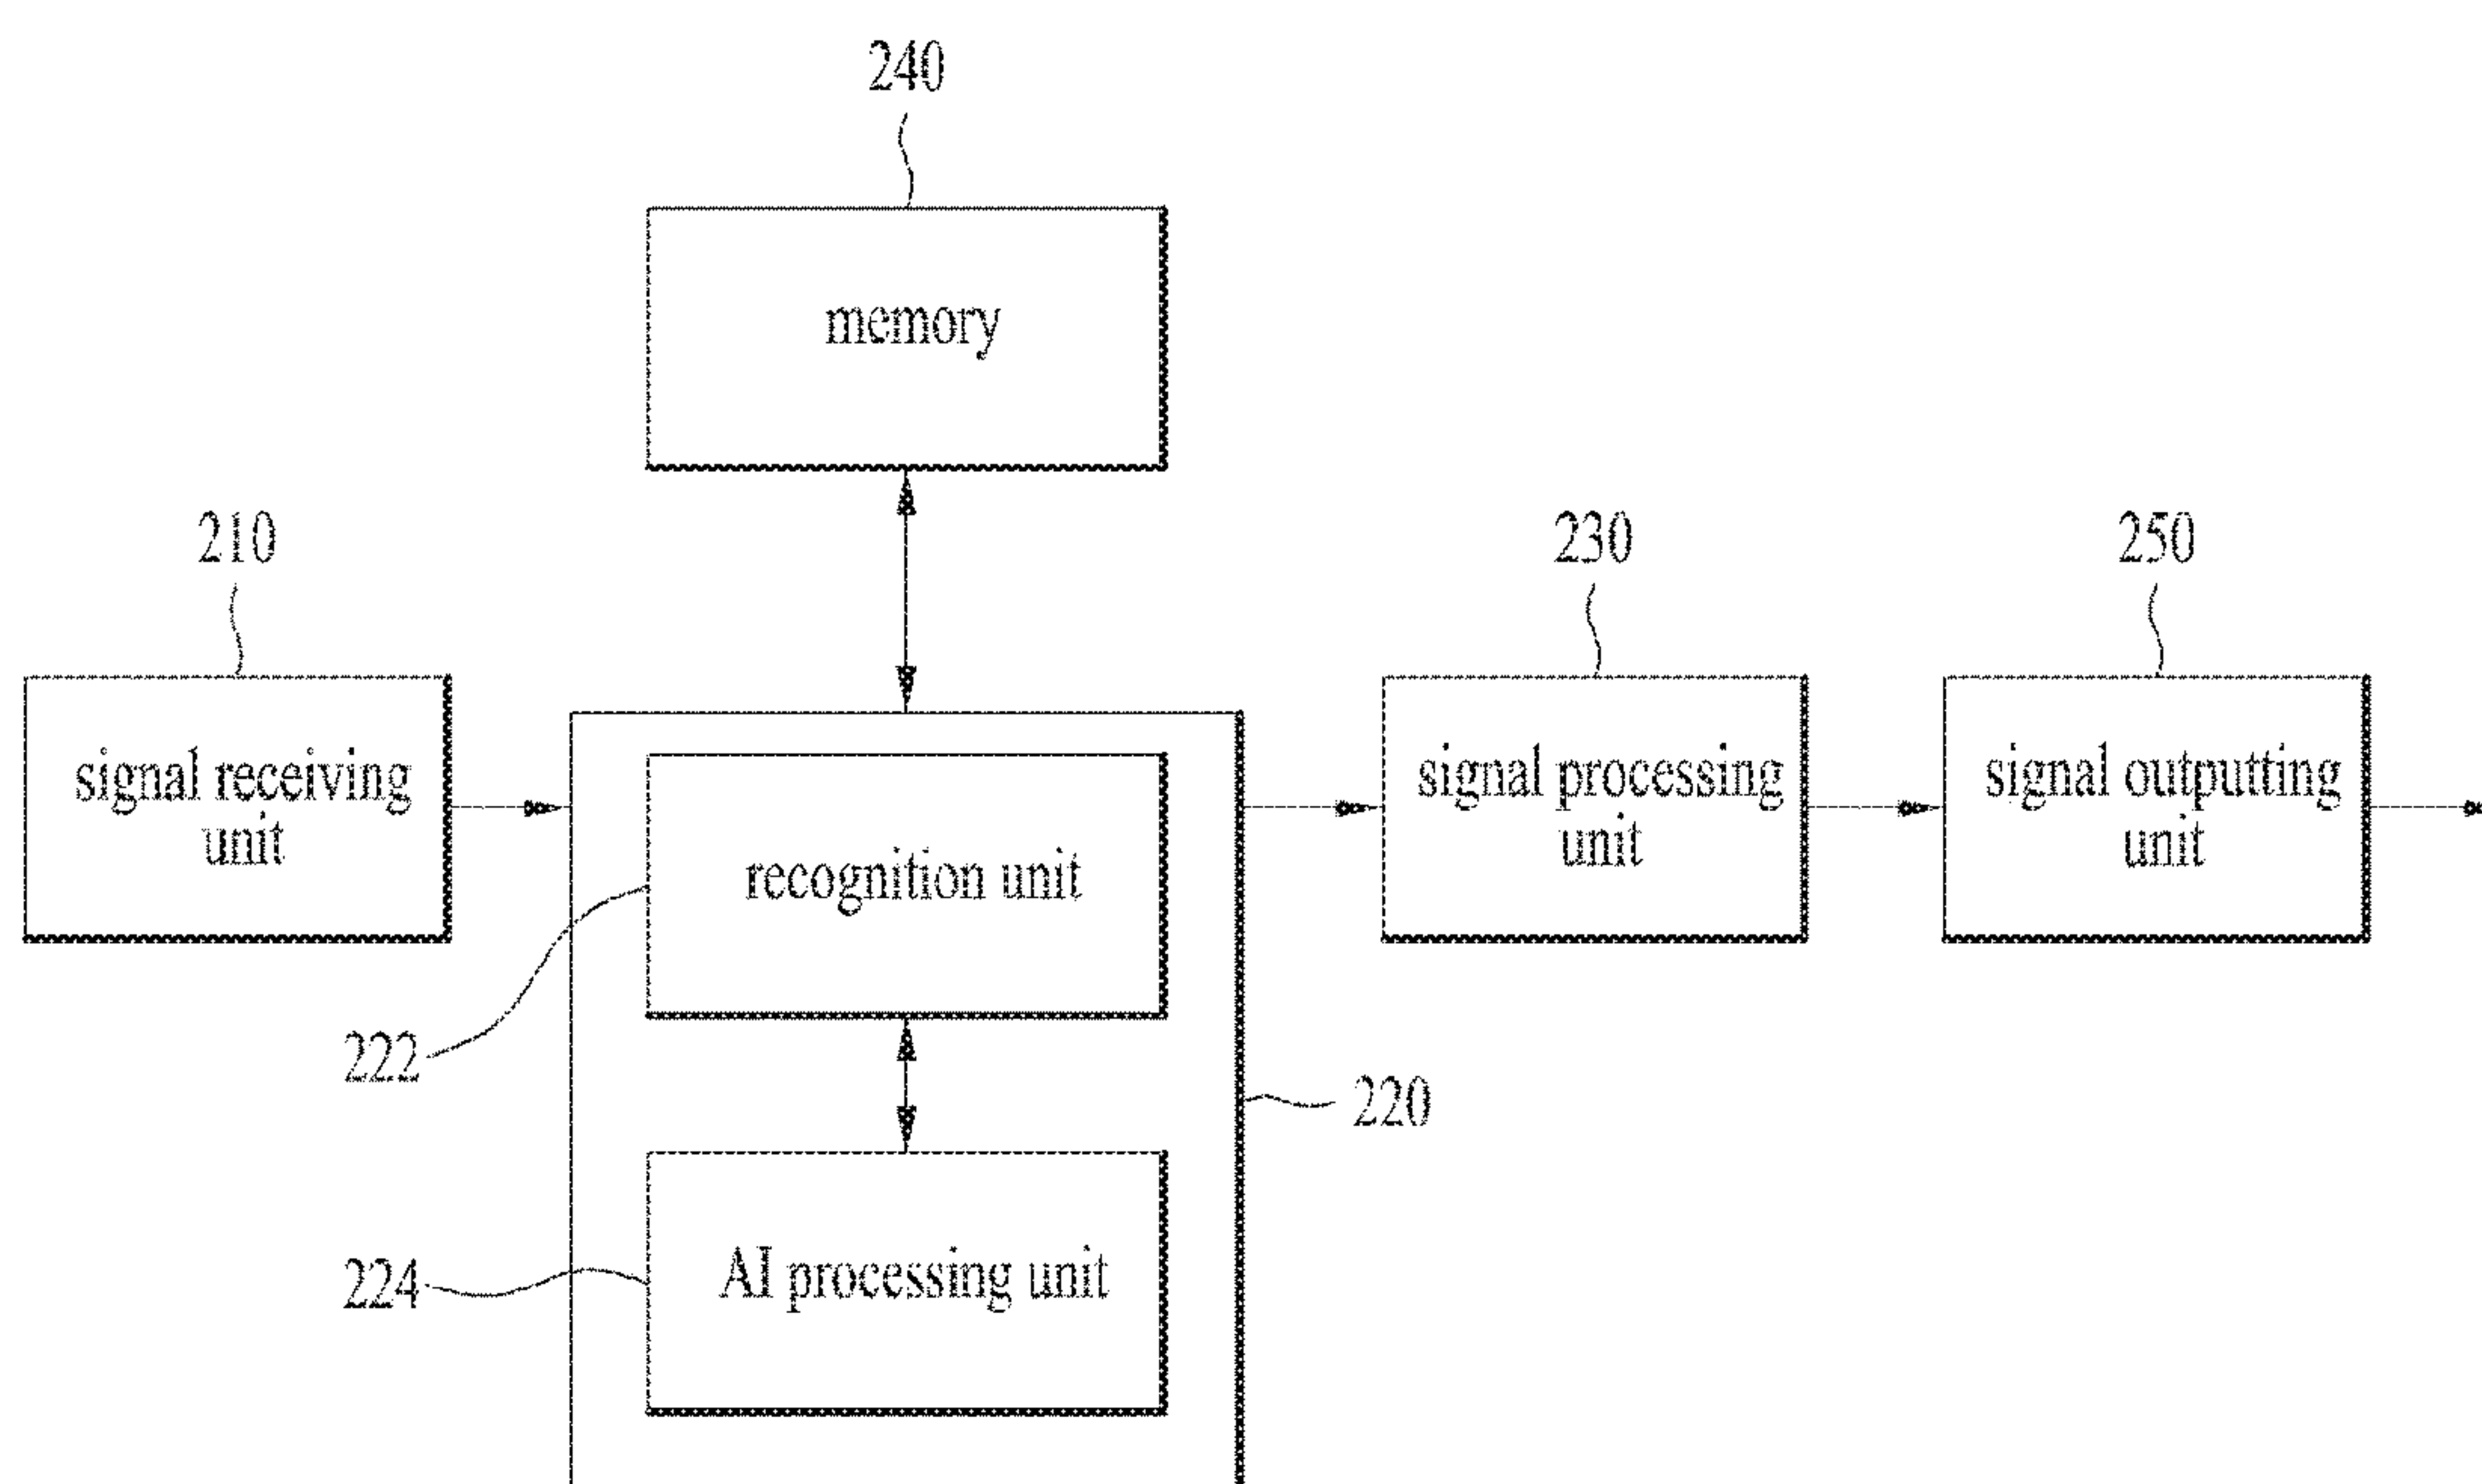 240
memory
210
230
250
signal receiving
unit
signal processing
unit
signal outputting
unit
recognition unit
222
220
224
AI processing unit